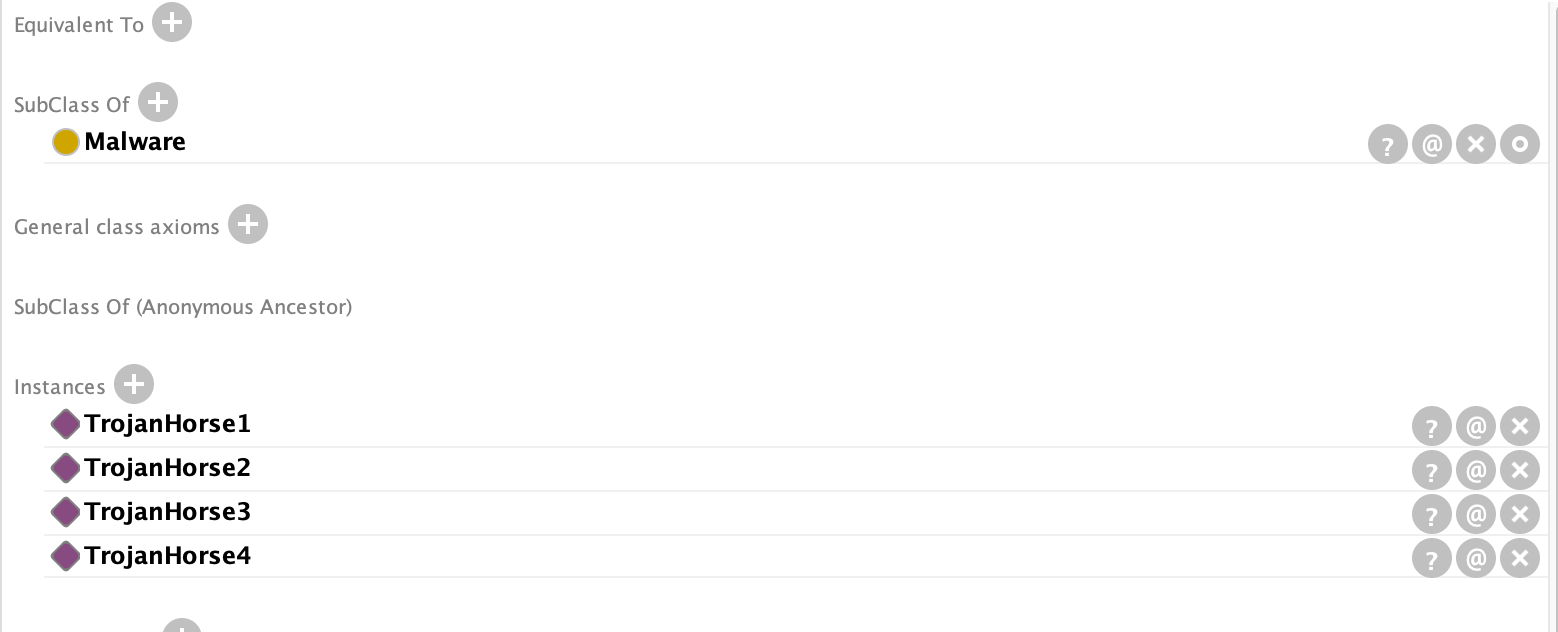 Equivalent To
SubClass Of
Malware
General class axioms
SubClass Of (Anonymous Ancestor)
Instances
TrojanHorse1
TrojanHorse2
TrojanHorse3
TrojanHorse4